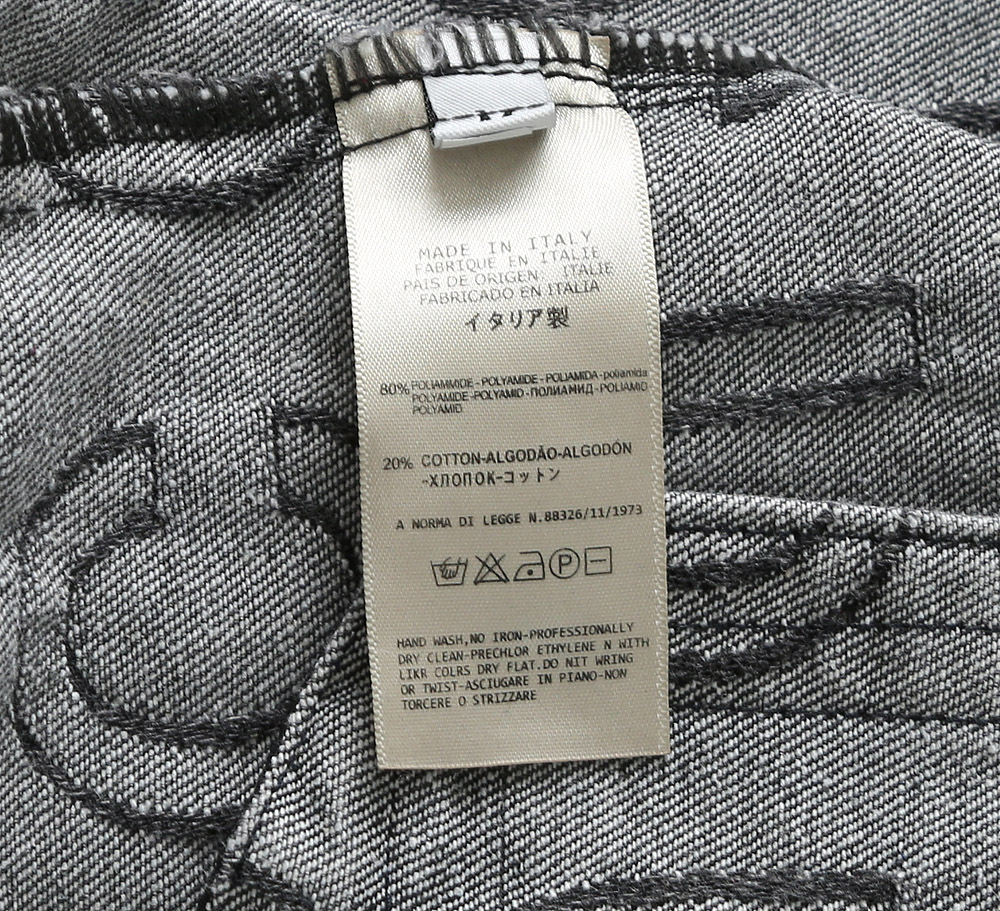 MADE IN ITALY
FABRIQUE EN ITALIE
PAIS DE ORIGEN ITALIE
FABRICADO EN ITALIA
イタリア製
80% POLIAMMIDE-POLYAMIDE-POLIAMIDA-poliamida
POLYAMIDE-POLYAMID-ПОЛИАМИД-POLIAMID
POLYAMID
20% COTTON-ALGODÃO-ALGODÓN
-ХЛОПОК-コットン
A NORMA DI LEGGE N.88326/11/1973
P
HAND WASH,NO IRON-PROFESSIONALLY
DRY CLEAN-PRECHLOR ETHYLENE N WITH
LIKR COLRS DRY FLAT.DO NIT WRING
OR TWIST-ASCIUGARE IN PIANO-NON
TORCERE O STRIZZARE